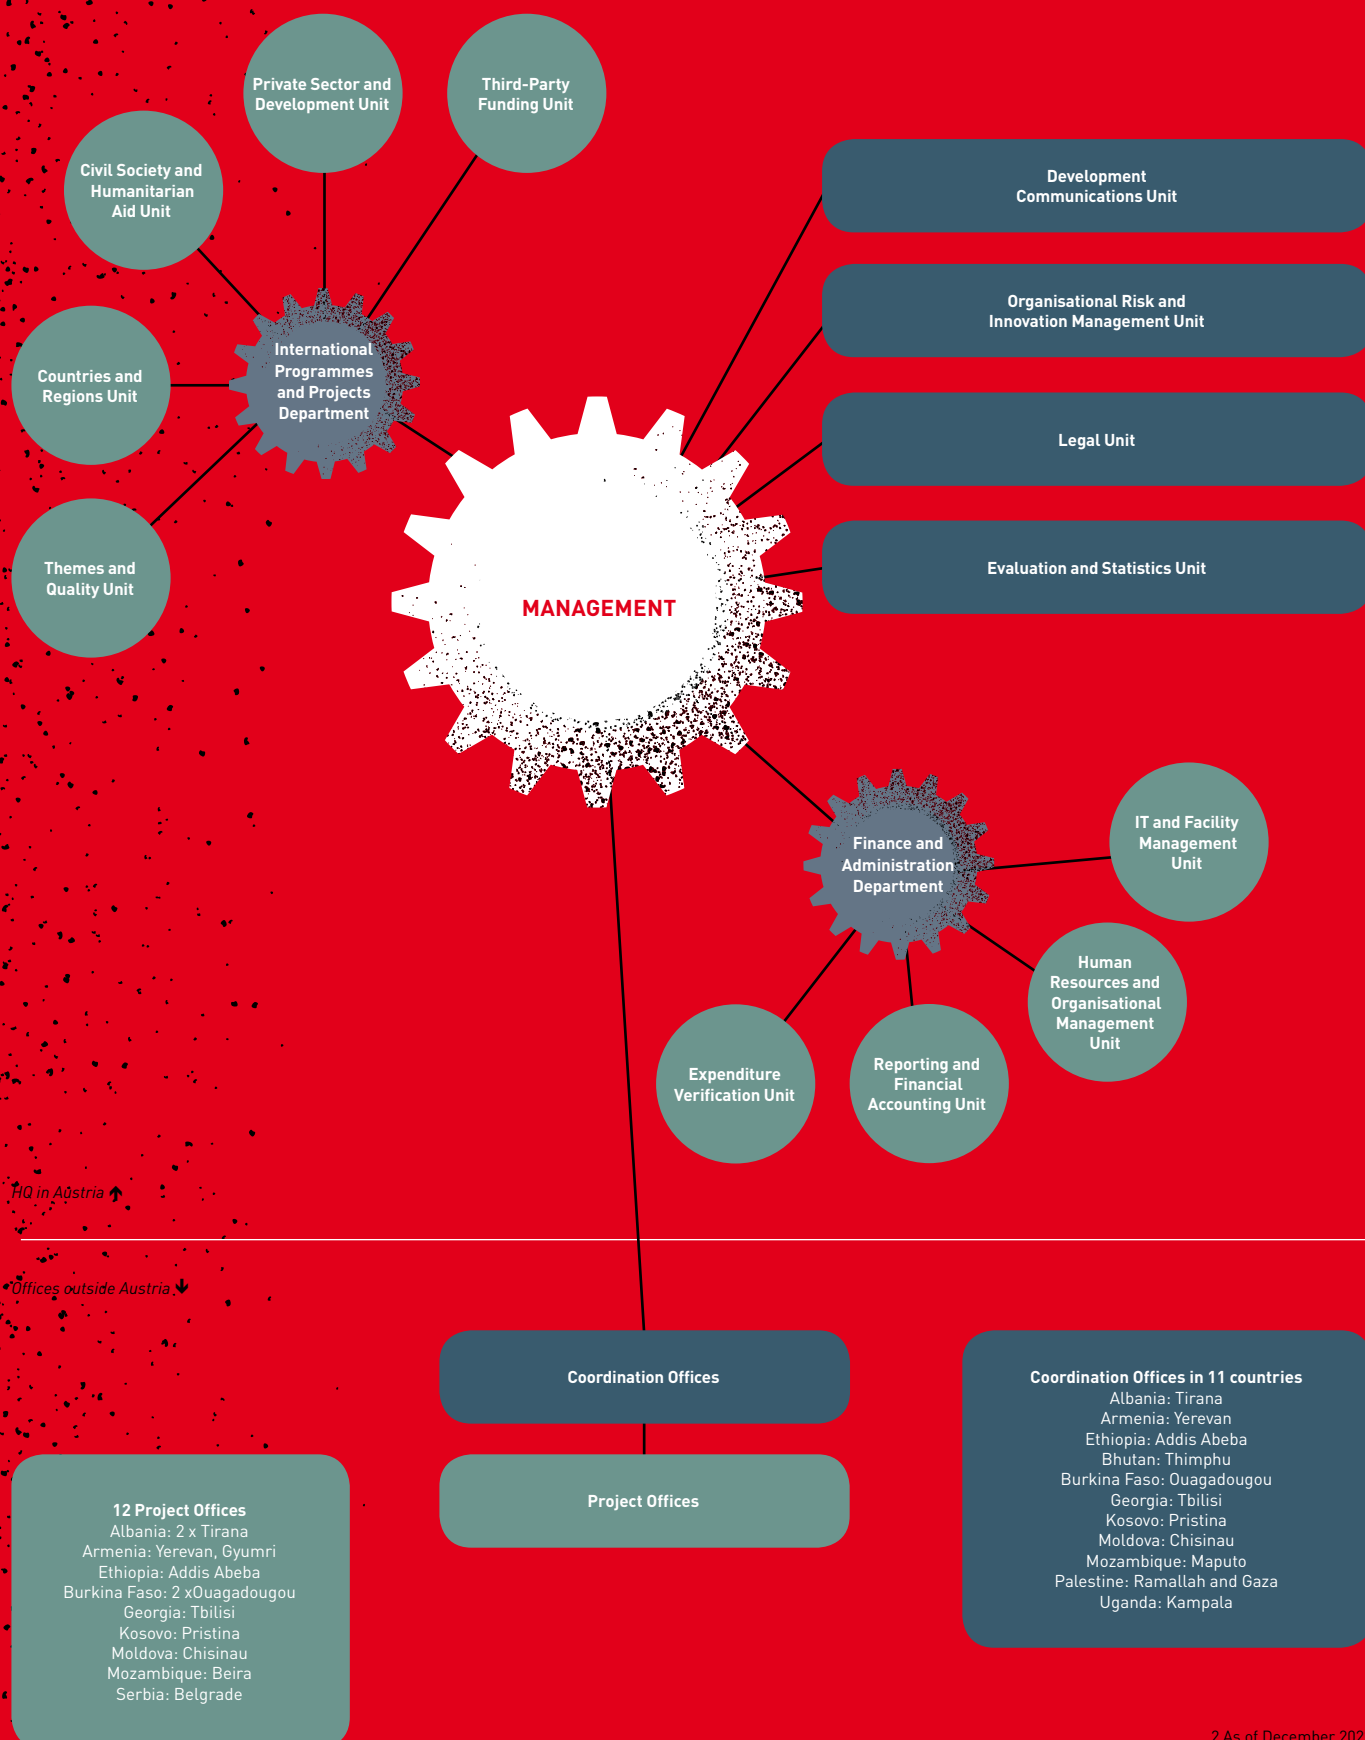 Private Sector and
Development Unit
Third-Party
Funding Unit
Civil Society and
Humanitarian
Aid Unit
Development
Communications Unit
Organisational Risk and
Innovation Management Unit
International
Programmes
and Projects
Department
Countries and
Regions Unit
Legal Unit
Themes and
Quality Unit
Evaluation and Statistics Unit
MANAGEMENT
Finance and
Administration
Department
IT and Facility
Management
Unit
Human
Resources and
Organisational
Management
Unit
Expenditure
Verification Unit
Reporting and
Financial
Accounting Unit
HQ in Austria
Offices outside Austria
Coordination Offices
Project Offices
Coordination Offices in 11 countries
Albania: Tirana
Armenia: Yerevan
Ethiopia: Addis Abeba
Bhutan: Thimphu
Burkina Faso: Ouagadougou
Georgia: Tbilisi
Kosovo: Pristina
Moldova: Chisinau
Mozambique: Maputo
Palestine: Ramallah and Gaza
Uganda: Kampala
12 Project Offices
Albania: 2 x Tirana
Armenia: Yerevan, Gyumri
Ethiopia: Addis Abeba
Burkina Faso: 2 xOuagadougou
Georgia: Tbilisi
Kosovo: Pristina
Moldova: Chisinau
Mozambique: Beira
Serbia: Belgrade
2 As of December